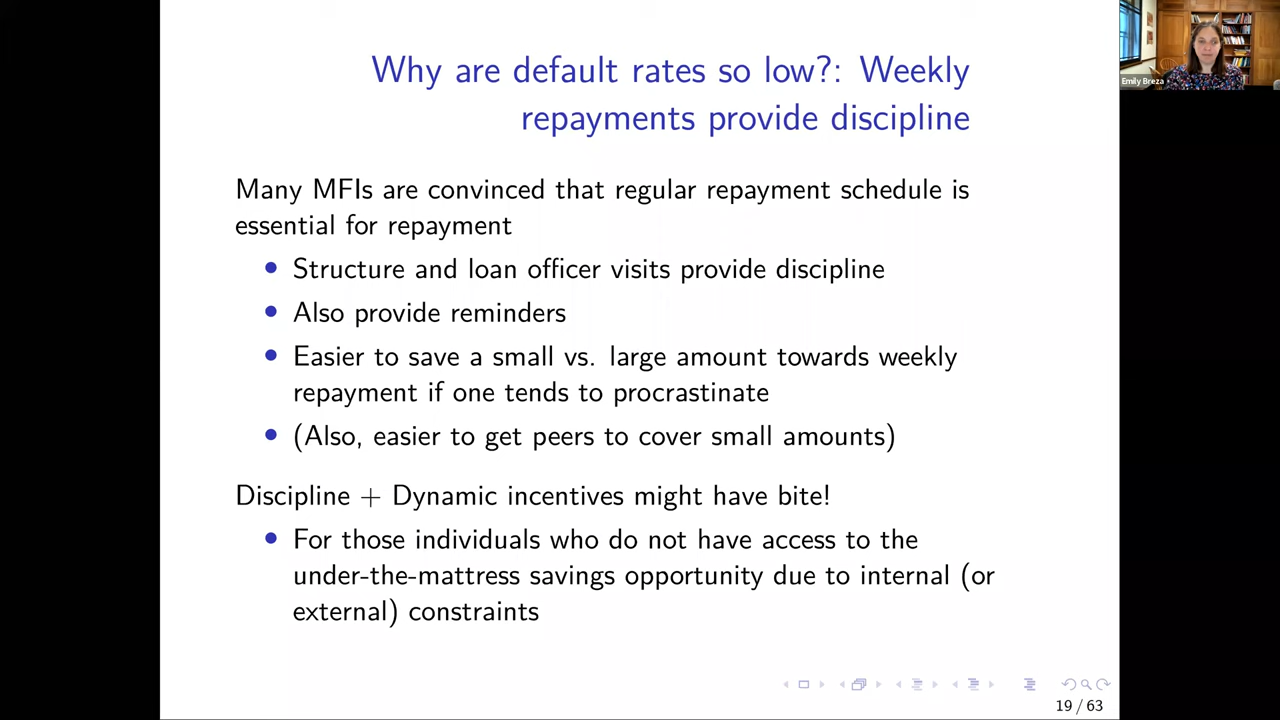 Why are default rates so low?: Weekly
repayments provide discipline
Emily Breza
Many MFIs are convinced that regular repayment schedule is
essential for repayment
• Structure and loan officer visits provide discipline
• Also provide reminders
• Easier to save a small vs. large amount towards weekly
repayment if one tends to procrastinate
• (Also, easier to get peers to cover small amounts)
Discipline + Dynamic incentives might have bite!
• For those individuals who do not have access to the
under-the-mattress savings opportunity due to internal (or
external) constraints
19 / 63